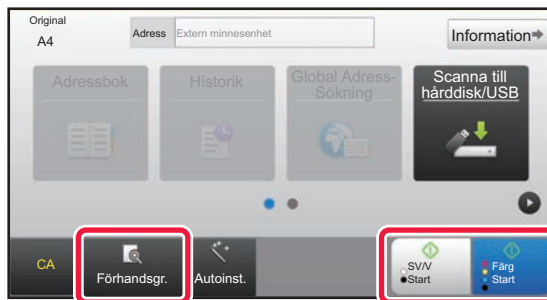 Original
A4
Adress Extern minnesenhet
Information
Adressbok
Historik
Global Adress-
Sökning
Scanna till
hårddisk/USB
CA
Förhandsgr.
Autoinst.
SV/V
Start
Färg
Start